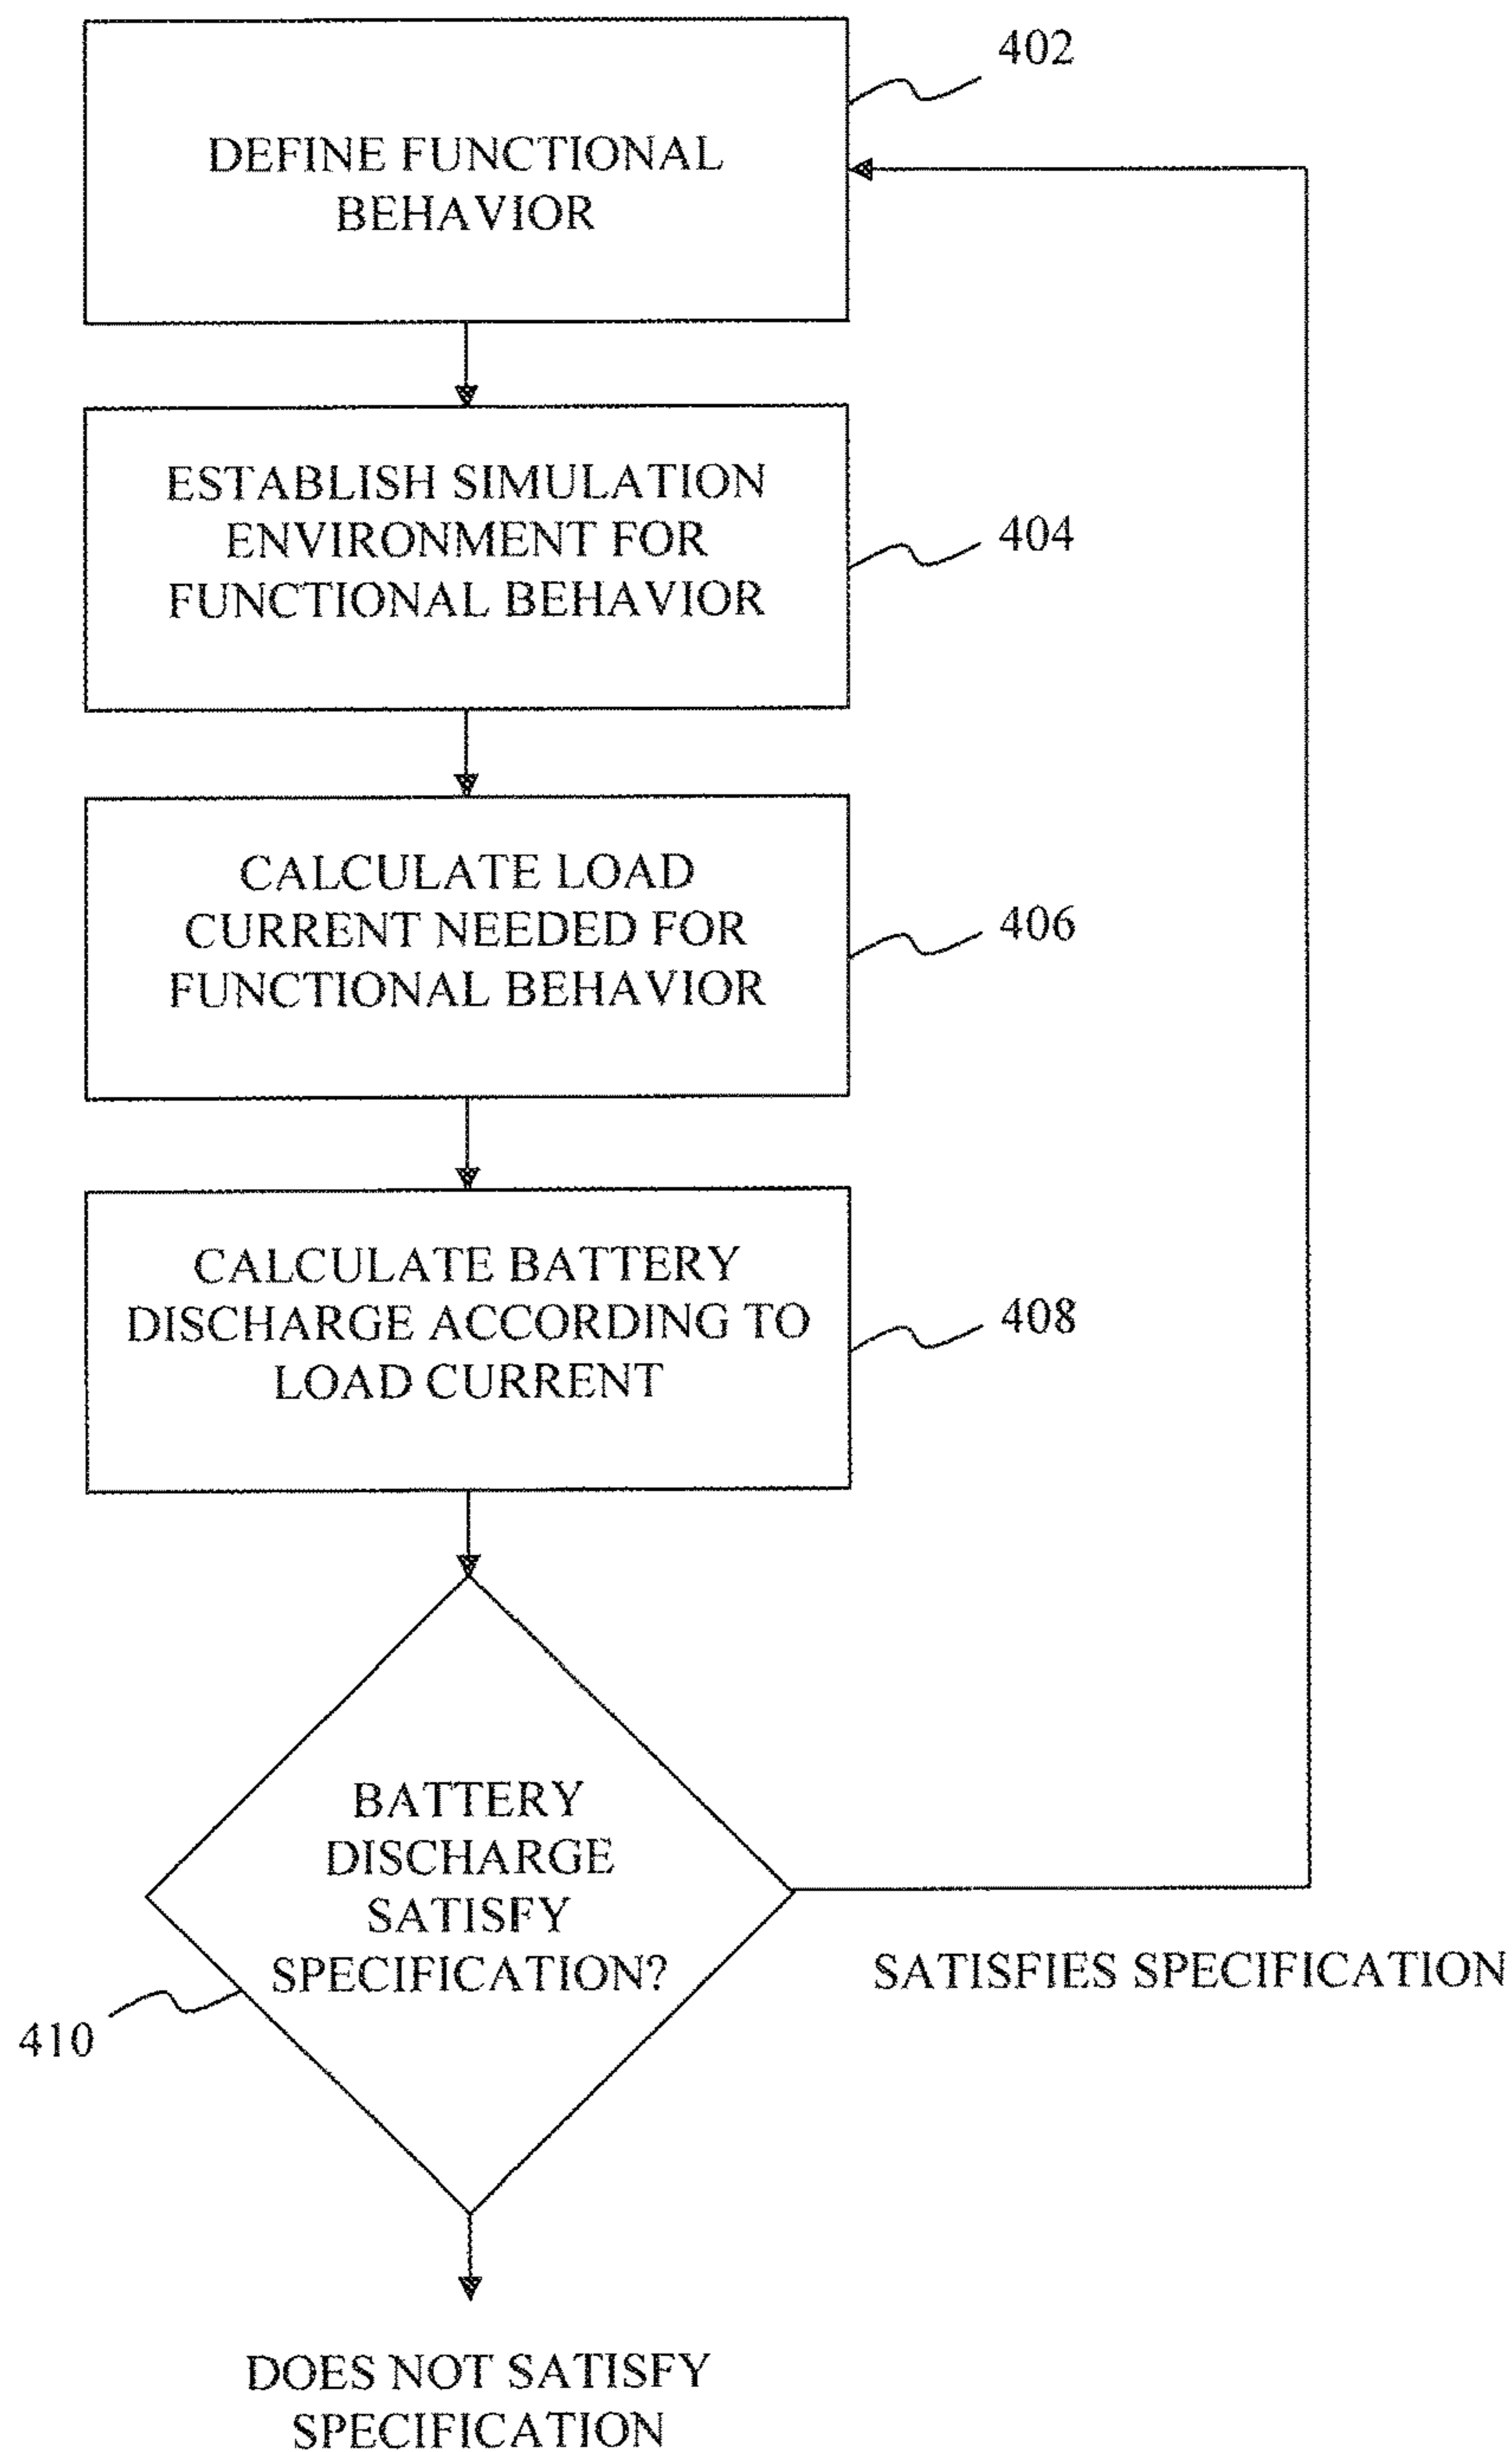 402
DEFINE FUNCTIONAL
BEHAVIOR
ESTABLISH SIMULATION
ENVIRONMENT FOR
FUNCTIONAL BEHAVIOR
404
CALCULATE LOAD
CURRENT NEEDED FOR
FUNCTIONAL BEHAVIOR
406
CALCULATE BATTERY
DISCHARGE ACCORDING TO
LOAD CURRENT
408
BATTERY
DISCHARGE
SATISFY
SPECIFICATION?
SATISFIES SPECIFICATION
410
DOES NOT SATISFY
SPECIFICATION